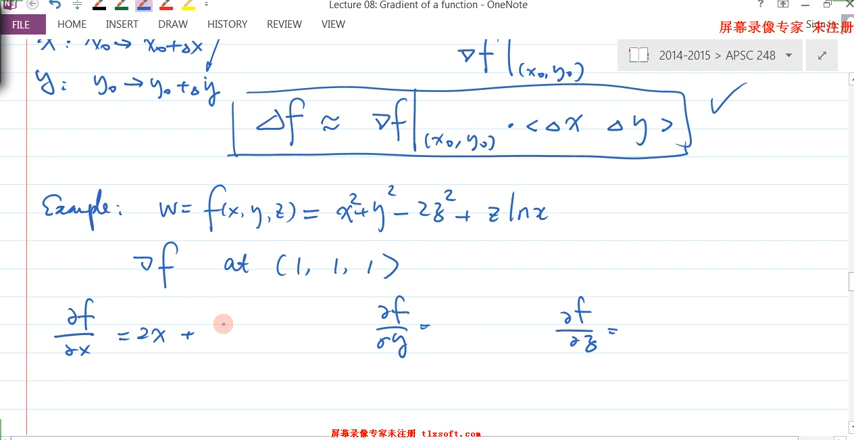 Lecture 08: Gradient of a function - OneNote
屏幕录像专家 未注册
FILE HOME INSERT DRAW HISTORY REVIEW VIEW
2014-2015 > APSC 248
x: x₀ → x₀+Δx
∇f|(x₀, y₀)
y: y₀ → y₀+Δy
Δf ≈ ∇f|(x₀, y₀) · <Δx Δy> ✓
Example: w = f(x, y, z) = x²+y² - 2z² + z ln x
∇f at (1, 1, 1)
∂f/∂x = 2x + ∂f/∂y = ∂f/∂z =
屏幕录像专家未注册 tlxsoft.com